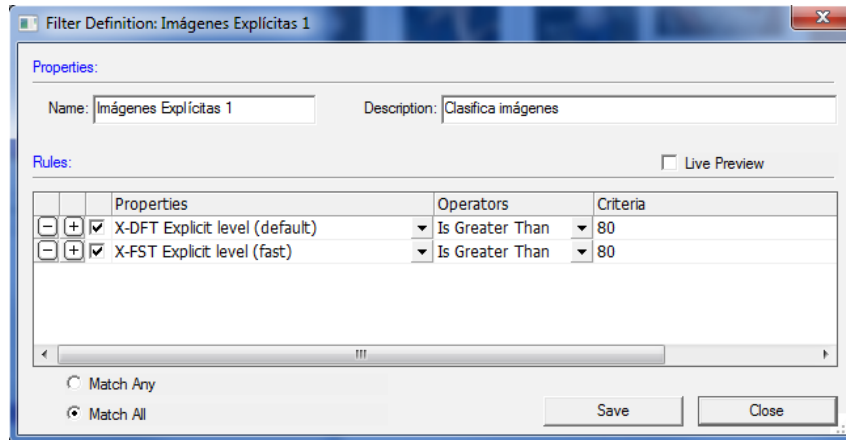 Filter Definition: Imágenes Explícitas 1
Properties:
Name: Imágenes Explícitas 1 Description: Clasifica imágenes
Rules: Live Preview
Properties Operators Criteria
X-DFT Explicit level (default) Is Greater Than 80
X-FST Explicit level (fast) Is Greater Than 80
Match Any
Match All
Save Close